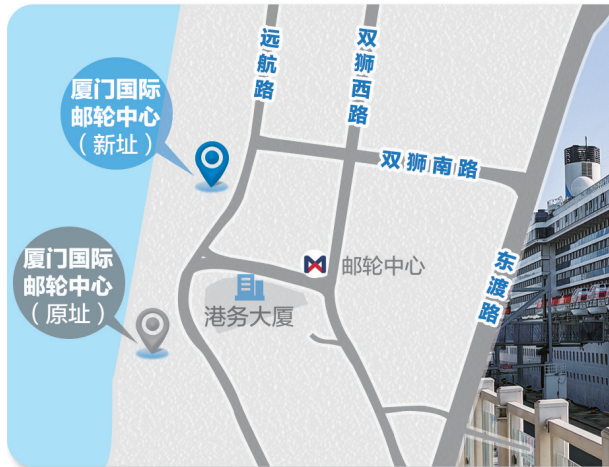 远航路
双狮西路
厦门国际
邮轮中心
（新址）
双狮南路
厦门国际
邮轮中心
（原址）
邮轮中心
港务大厦
东渡路